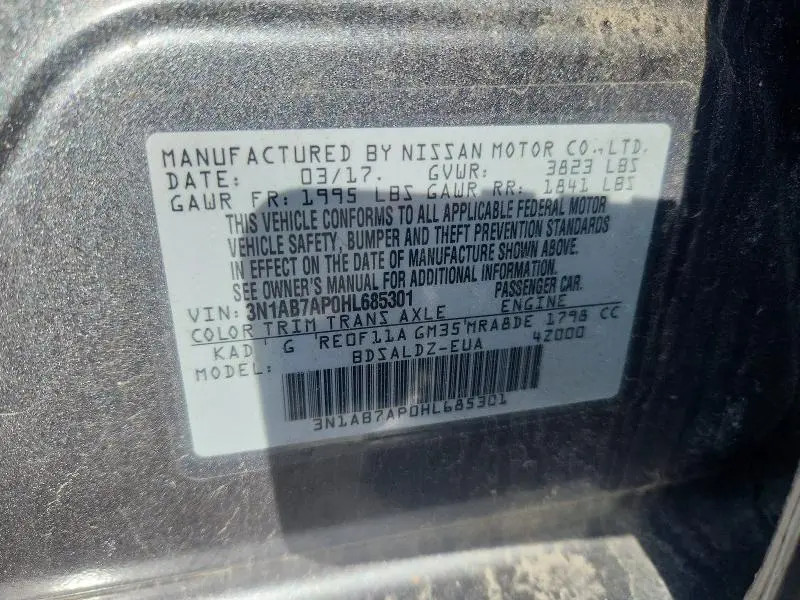 MANUFACTURED BY NISSAN MOTOR CO.,LTD.
DATE: 03/17. GVWR: 3823 LBS
GAWR FR: 1995 LBS GAWR RR: 1841 LBS
THIS VEHICLE CONFORMS TO ALL APPLICABLE FEDERAL MOTOR
VEHICLE SAFETY, BUMPER AND THEFT PREVENTION STANDARDS
IN EFFECT ON THE DATE OF MANUFACTURE SHOWN ABOVE.
SEE OWNER'S MANUAL FOR ADDITIONAL INFORMATION.
VIN: 3N1AB7AP0HL685301 PASSENGER CAR.
COLOR TRIM TRANS AXLE ENGINE
KAD' G 'RE0F11A GM35'MRA8DE 1798 CC
MODEL: BDSALDZ-EUA 4Z000
3N1AB7AP0HL685301